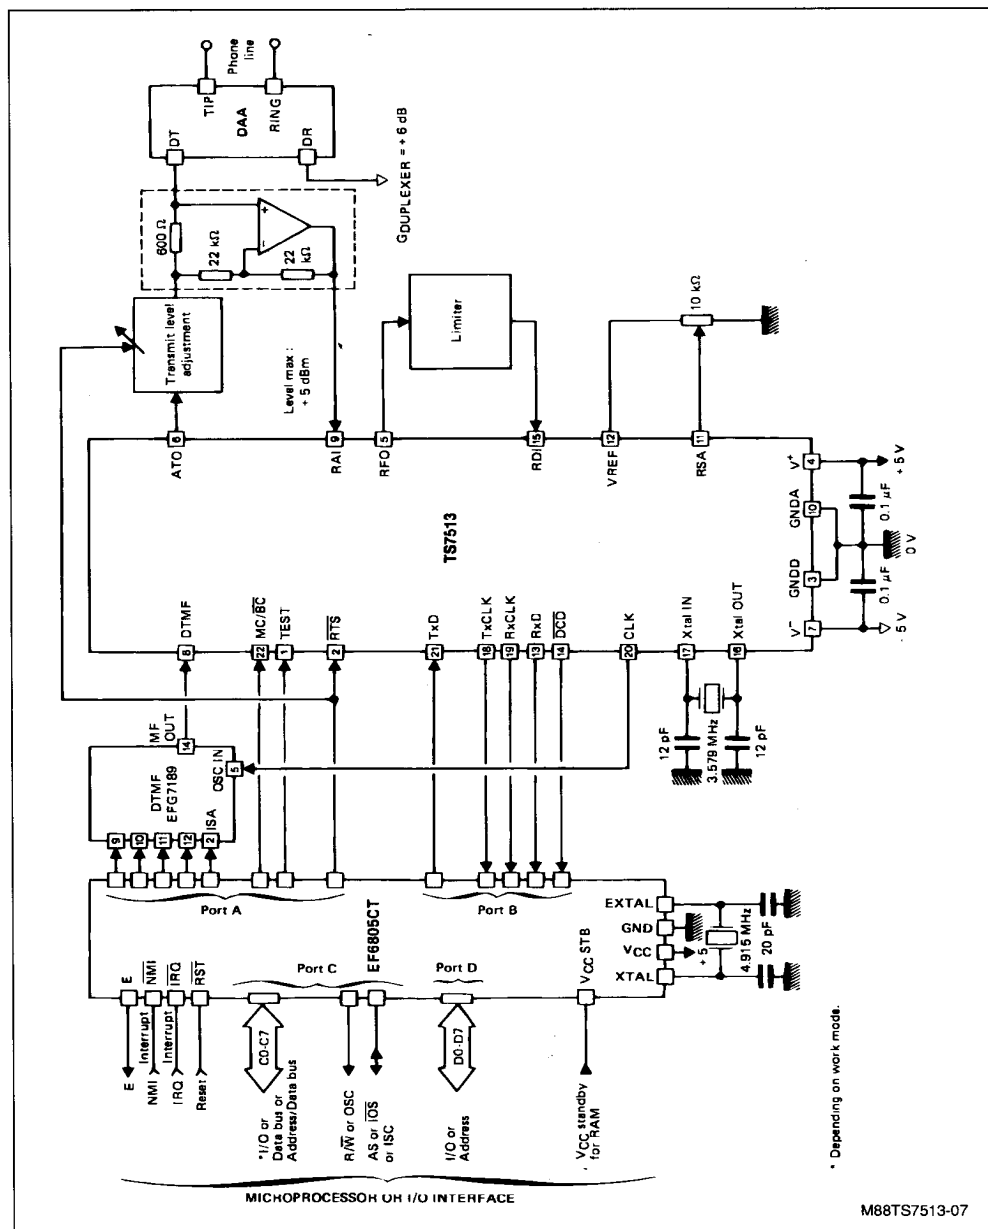 MICROPROCESSOR OR I/O INTERFACE
E
NMI
IRQ
Reset
Interrupt
Interrupt
*I/O or
Data bus or
Address/Data bus
R/W̅ or OSC
AS or I̅O̅S̅
or ISC
I/O or
Address
VCC standby
for RAM
E
N̅M̅I̅
I̅R̅Q̅
R̅S̅T̅
C0-C7
Port C
EF6805CT
D0-D7
Port D
VCC STB
XTAL
VCC
GND
EXTAL
+ 5
4.915 MHz
20 pF
Port A
Port B
9
10
11
12
2
ISA
DTMF
EFG7189
MF
OUT
14
OSC IN
5
8
DTMF
22
MC/B̅C̅
1
TEST
2
R̅T̅S̅
21
TxD
18
TxCLK
19
RxCLK
13
RxD
14
D̅C̅D̅
20
CLK
17
Xtal IN
16
Xtal OUT
12 pF
3.579 MHz
12 pF
TS7513
V⁻
7
GNDD
3
GNDA
10
V⁺
4
- 5 V
0.1 µF
0 V
0.1 µF
+ 5 V
ATO
6
RAI
9
RFO
5
RDI
15
VREF
12
RSA
11
Transmit level
adjustment
Level max :
+ 5 dBm
Limiter
10 kΩ
600 Ω
22 kΩ
22
kΩ
+
−
GDUPLEXER = + 6 dB
DT
DR
DAA
TIP
RING
Phone
line
* Depending on work mode.
M88TS7513-07